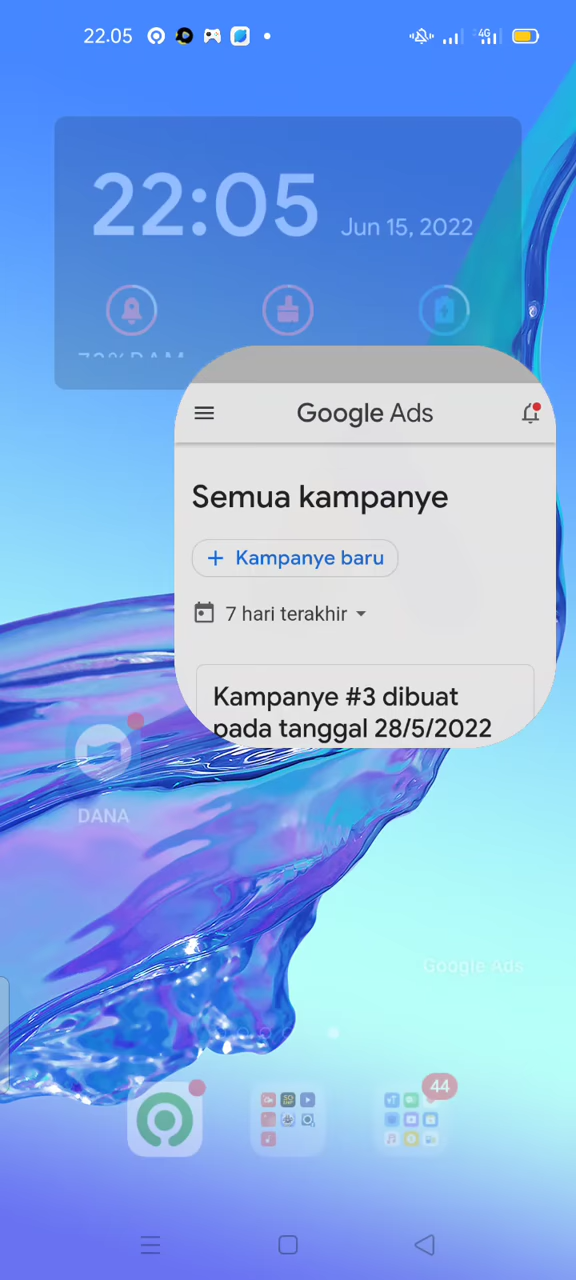 22.05
4G
22:05 Jun 15, 2022
Google Ads
Semua kampanye
+ Kampanye baru
7 hari terakhir
Kampanye #3 dibuat
pada tanggal 28/5/2022
DANA
Google Ads
44